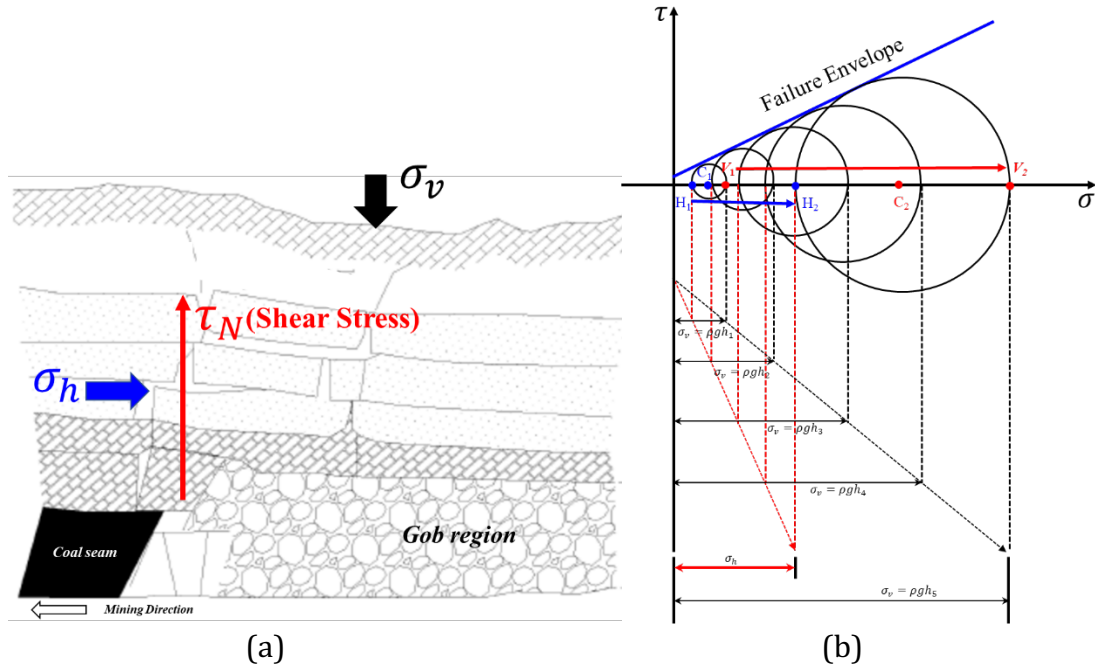 σv
τN(Shear Stress)
σh
Gob region
Coal seam
Mining Direction
(a)
τ
Failure Envelope
C1
V1
V2
σ
H1
H2
C2
σv = ρgh1
σv = ρgh2
σv = ρgh3
σv = ρgh4
σh
σv = ρgh5
(b)